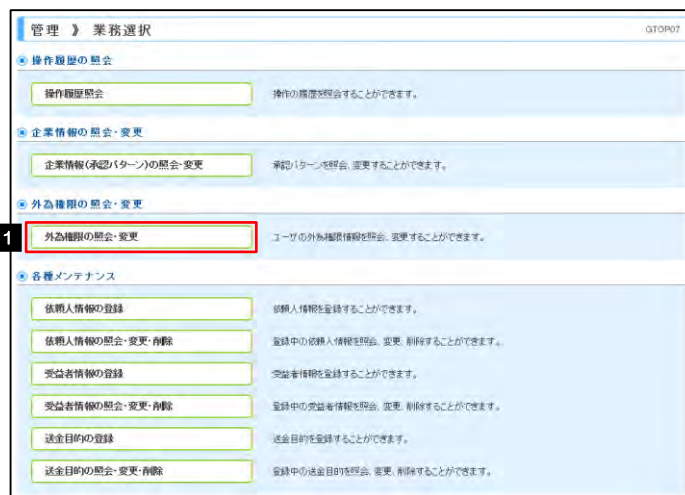 管理 》 業務選択
GTOP07
操作履歴の照会
操作履歴照会
操作の履歴を照会することができます。
企業情報の照会・変更
企業情報(承認パターン)の照会・変更
承認パターンを照会、変更することができます。
外為権限の照会・変更
1
外為権限の照会・変更
ユーザの外為権限情報を照会、変更することができます。
各種メンテナンス
依頼人情報の登録
依頼人情報を登録することができます。
依頼人情報の照会・変更・削除
登録中の依頼人情報を照会、変更、削除することができます。
受益者情報の登録
受益者情報を登録することができます。
受益者情報の照会・変更・削除
登録中の受益者情報を照会、変更、削除することができます。
送金目的の登録
送金目的を登録することができます。
送金目的の照会・変更・削除
登録中の送金目的を照会、変更、削除することができます。